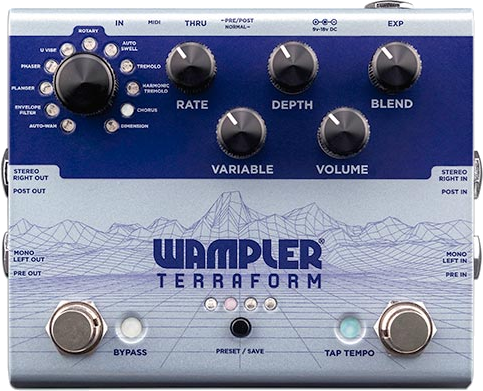 IN
MIDI
THRU
~PRE/POST
NORMAL~
9v-18v DC
EXP
ROTARY
U VIBE
AUTO
SWELL
PHASER
TREMOLO
FLANGER
HARMONIC
TREMOLO
ENVELOPE
FILTER
CHORUS
AUTO-WAH
DIMENSION
RATE
DEPTH
BLEND
VARIABLE
VOLUME
STEREO
RIGHT OUT
POST OUT
STEREO
RIGHT IN
POST IN
WAMPLER®
TERRAFORM
MONO
LEFT OUT
PRE OUT
MONO
LEFT IN
PRE IN
BYPASS
PRESET / SAVE
TAP TEMPO